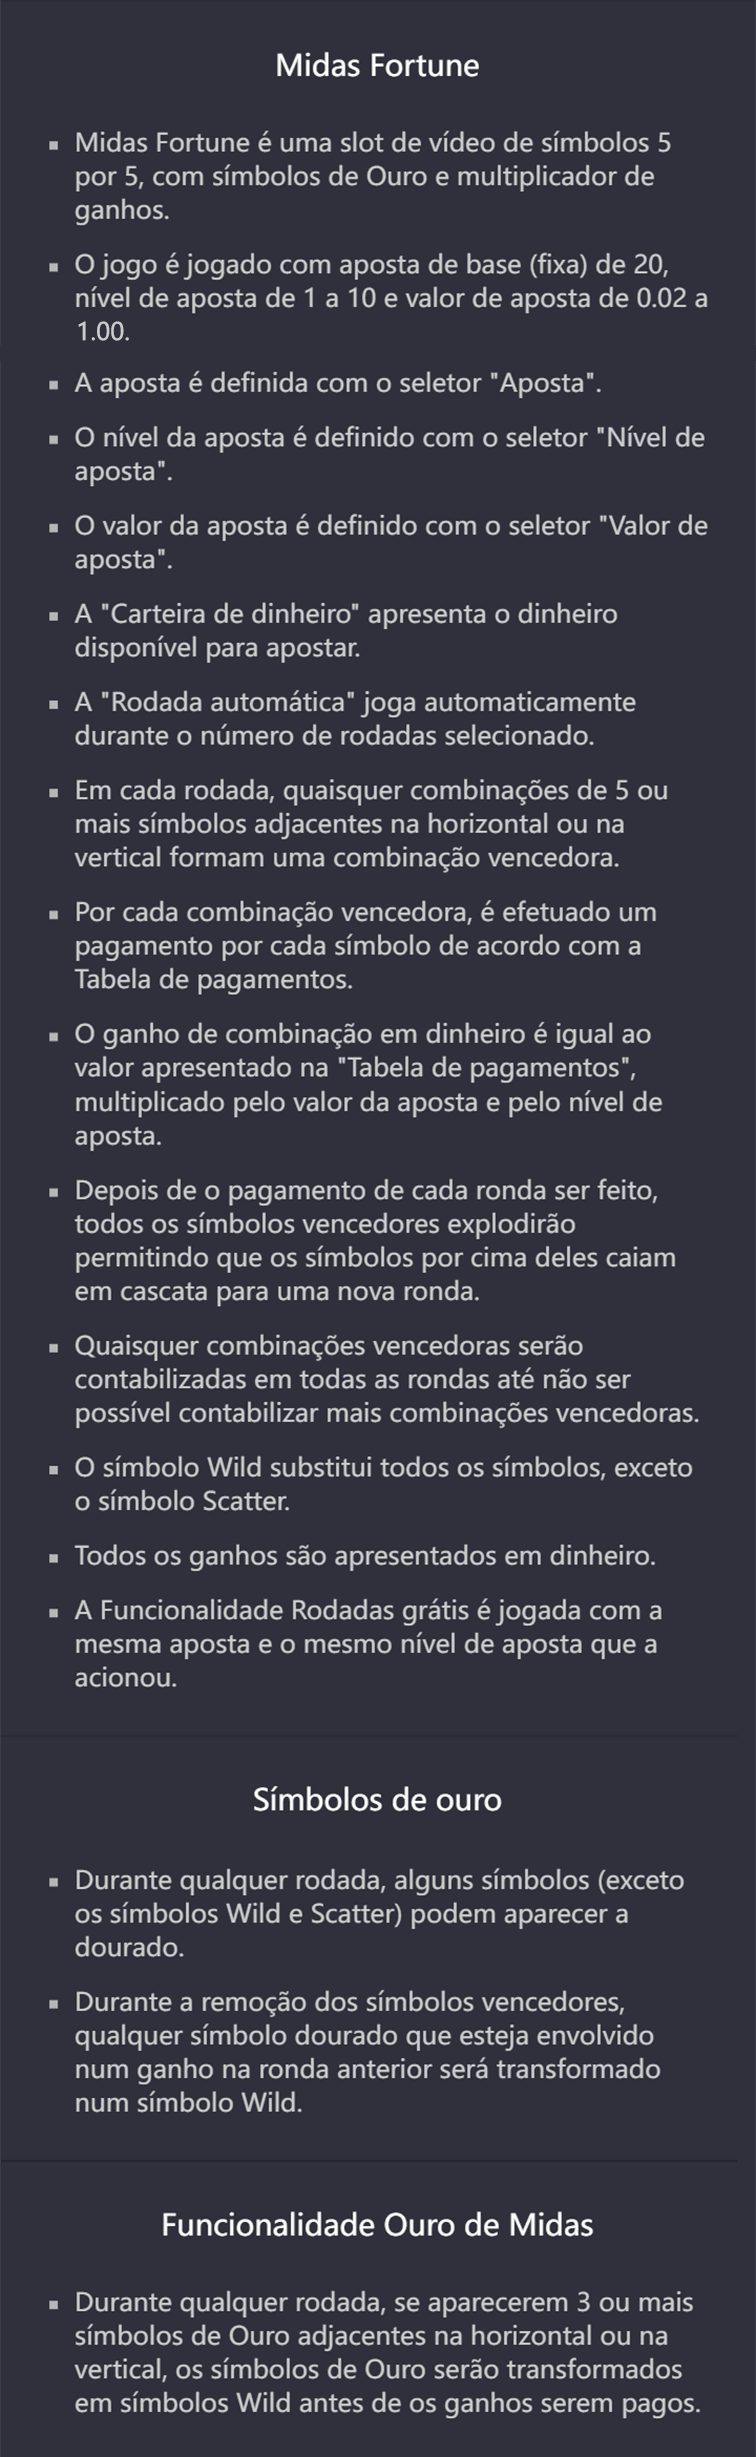 Midas Fortune
▪ Midas Fortune é uma slot de vídeo de símbolos 5
por 5, com símbolos de Ouro e multiplicador de
ganhos.
▪ O jogo é jogado com aposta de base (fixa) de 20,
nível de aposta de 1 a 10 e valor de aposta de 0.02 a
1.00.
▪ A aposta é definida com o seletor "Aposta".
▪ O nível da aposta é definido com o seletor "Nível de
aposta".
▪ O valor da aposta é definido com o seletor "Valor de
aposta".
▪ A "Carteira de dinheiro" apresenta o dinheiro
disponível para apostar.
▪ A "Rodada automática" joga automaticamente
durante o número de rodadas selecionado.
▪ Em cada rodada, quaisquer combinações de 5 ou
mais símbolos adjacentes na horizontal ou na
vertical formam uma combinação vencedora.
▪ Por cada combinação vencedora, é efetuado um
pagamento por cada símbolo de acordo com a
Tabela de pagamentos.
▪ O ganho de combinação em dinheiro é igual ao
valor apresentado na "Tabela de pagamentos",
multiplicado pelo valor da aposta e pelo nível de
aposta.
▪ Depois de o pagamento de cada ronda ser feito,
todos os símbolos vencedores explodirão
permitindo que os símbolos por cima deles caiam
em cascata para uma nova ronda.
▪ Quaisquer combinações vencedoras serão
contabilizadas em todas as rondas até não ser
possível contabilizar mais combinações vencedoras.
▪ O símbolo Wild substitui todos os símbolos, exceto
o símbolo Scatter.
▪ Todos os ganhos são apresentados em dinheiro.
▪ A Funcionalidade Rodadas grátis é jogada com a
mesma aposta e o mesmo nível de aposta que a
acionou.
Símbolos de ouro
▪ Durante qualquer rodada, alguns símbolos (exceto
os símbolos Wild e Scatter) podem aparecer a
dourado.
▪ Durante a remoção dos símbolos vencedores,
qualquer símbolo dourado que esteja envolvido
num ganho na ronda anterior será transformado
num símbolo Wild.
Funcionalidade Ouro de Midas
▪ Durante qualquer rodada, se aparecerem 3 ou mais
símbolos de Ouro adjacentes na horizontal ou na
vertical, os símbolos de Ouro serão transformados
em símbolos Wild antes de os ganhos serem pagos.